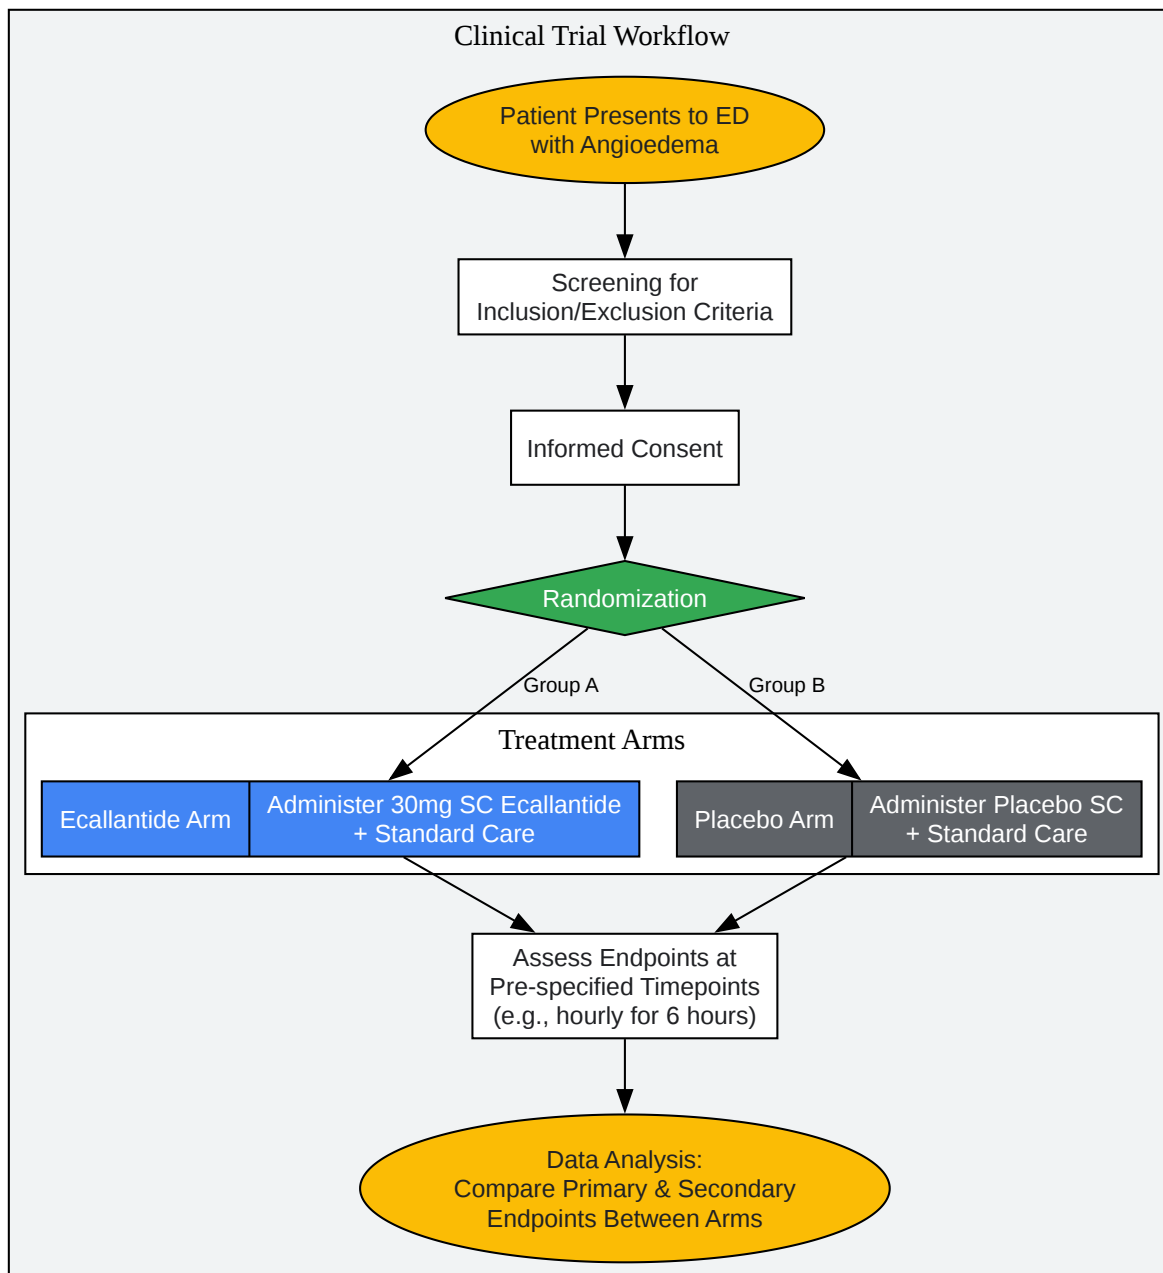 Clinical Trial Workflow
Patient Presents to ED
with Angioedema
Screening for
Inclusion/Exclusion Criteria
Informed Consent
Randomization
Group A
Group B
Treatment Arms
Ecallantide Arm
Administer 30mg SC Ecallantide
+ Standard Care
Placebo Arm
Administer Placebo SC
+ Standard Care
Assess Endpoints at
Pre-specified Timepoints
(e.g., hourly for 6 hours)
Data Analysis:
Compare Primary & Secondary
Endpoints Between Arms